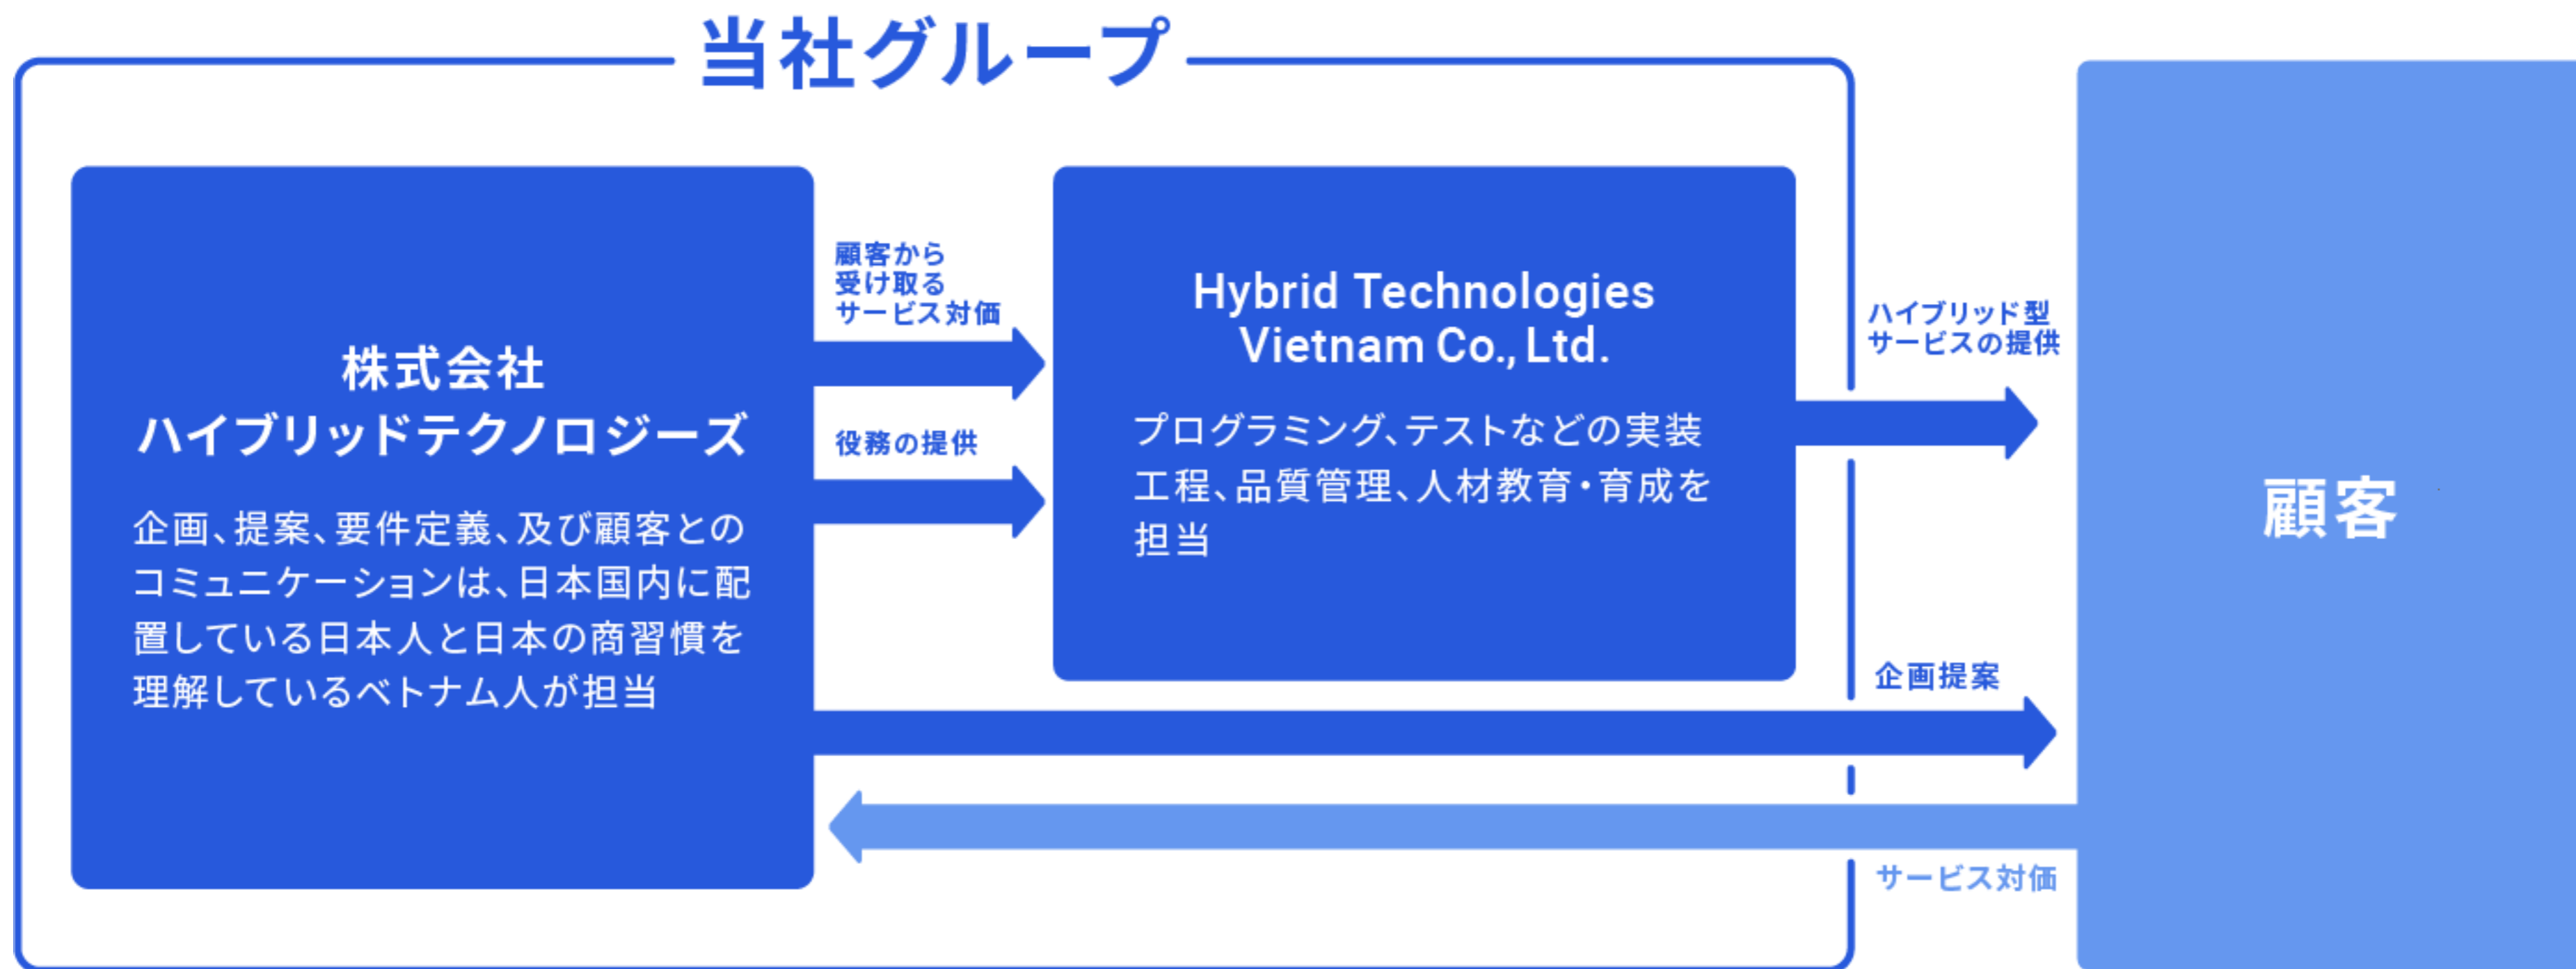 当社グループ
株式会社
ハイブリッドテクノロジーズ
企画、提案、要件定義、及び顧客との
コミュニケーションは、日本国内に配
置している日本人と日本の商習慣を
理解しているベトナム人が担当
顧客から
受け取る
サービス対価
役務の提供
Hybrid Technologies
Vietnam Co., Ltd.
プログラミング、テストなどの実装
工程、品質管理、人材教育・育成を
担当
ハイブリッド型
サービスの提供
企画提案
サービス対価
顧客